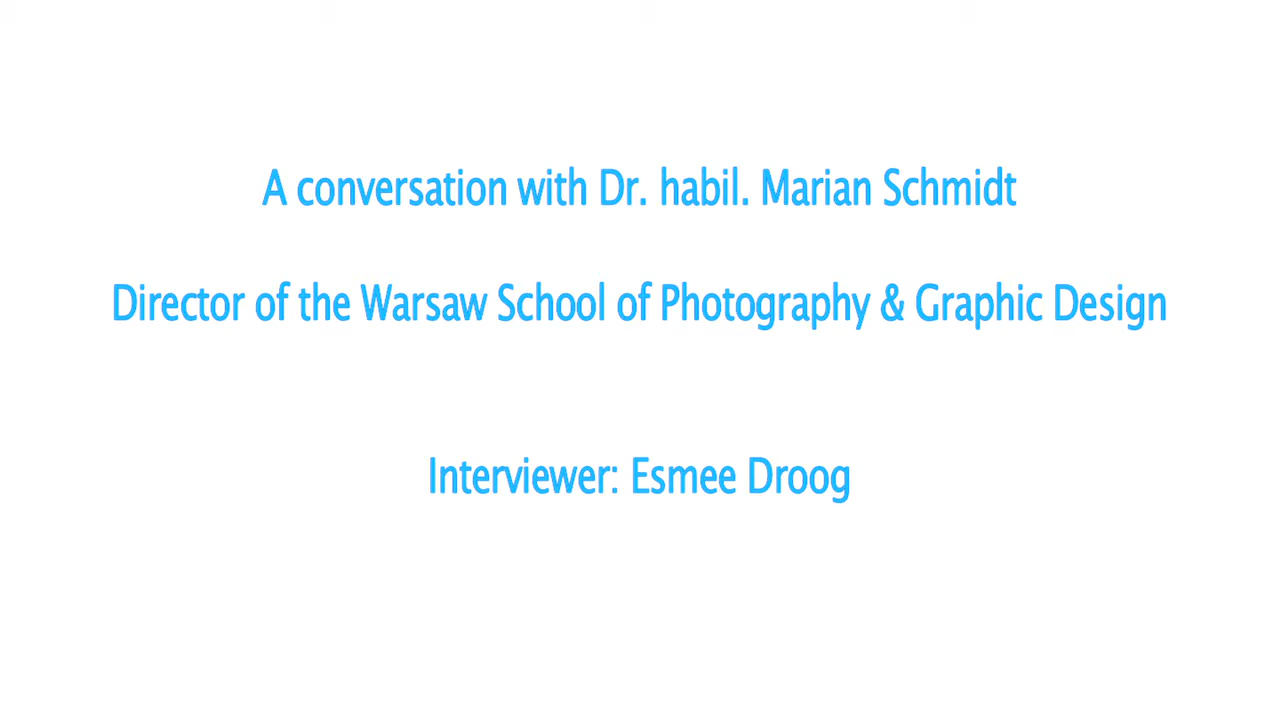 A conversation with Dr. habil. Marian Schmidt
Director of the Warsaw School of Photography & Graphic Design
Interviewer: Esmee Droog